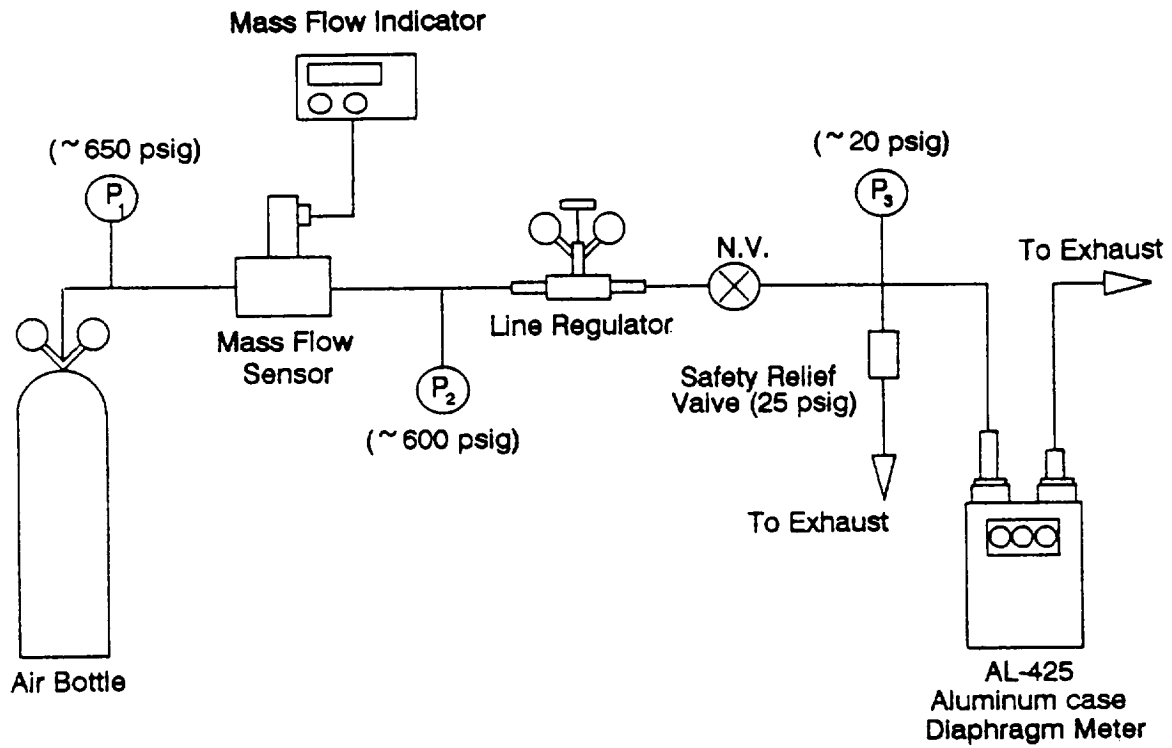 Mass Flow Indicator
(~650 psig)
P1
(~20 psig)
P3
N.V.
To Exhaust
Mass Flow
Sensor
Line Regulator
P2
(~600 psig)
Safety Relief
Valve (25 psig)
To Exhaust
Air Bottle
AL-425
Aluminum case
Diaphragm Meter